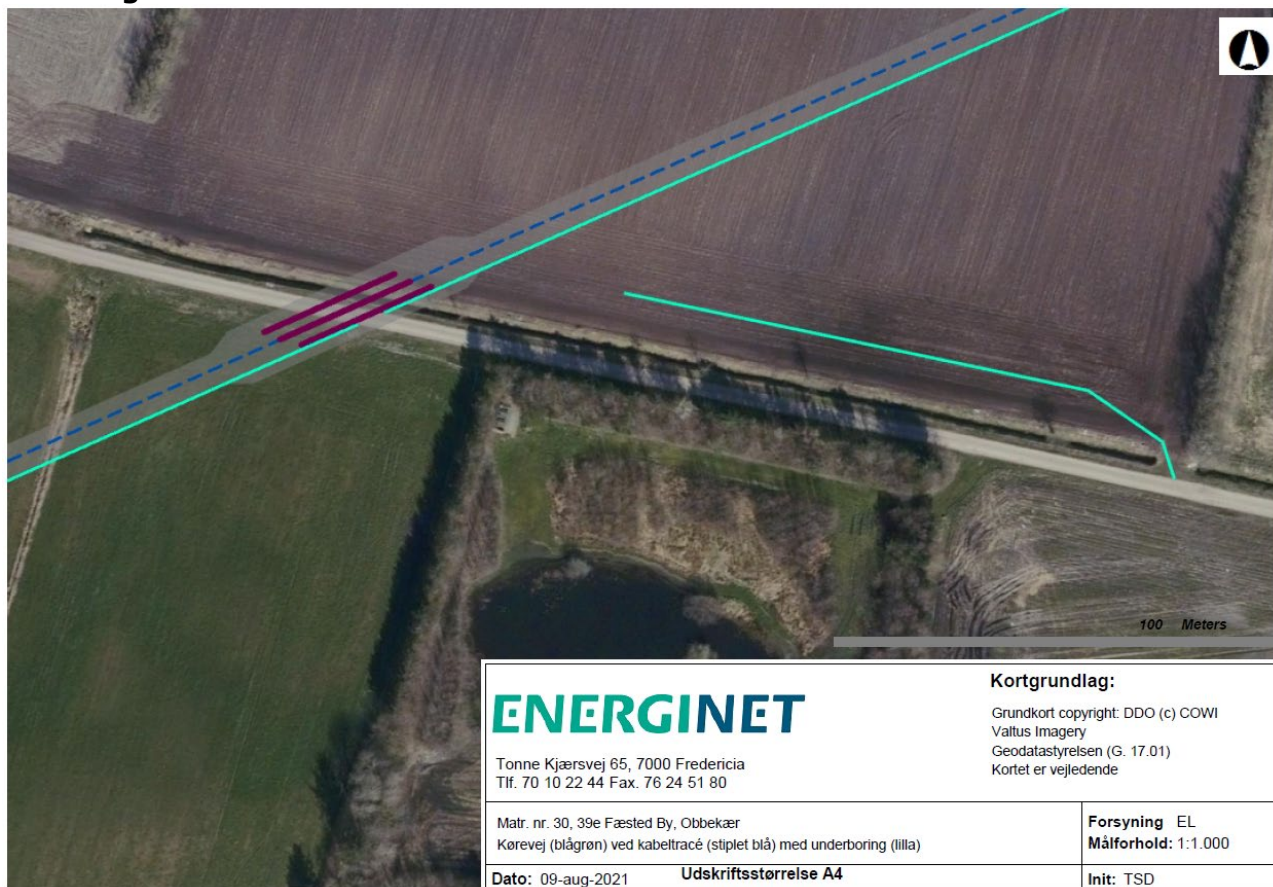 100 Meters
ENERGINET
Tonne Kjærsvej 65, 7000 Fredericia
Tlf. 70 10 22 44 Fax. 76 24 51 80
Kortgrundlag:
Grundkort copyright: DDO (c) COWI
Valtus Imagery
Geodatastyrelsen (G. 17.01)
Kortet er vejledende
Matr. nr. 30, 39e Fæsted By, Obbekær
Kørevej (blågrøn) ved kabeltracé (stiplet blå) med underboring (lilla)
Forsyning EL
Målforhold: 1:1.000
Dato: 09-aug-2021
Udskriftsstørrelse A4
Init: TSD